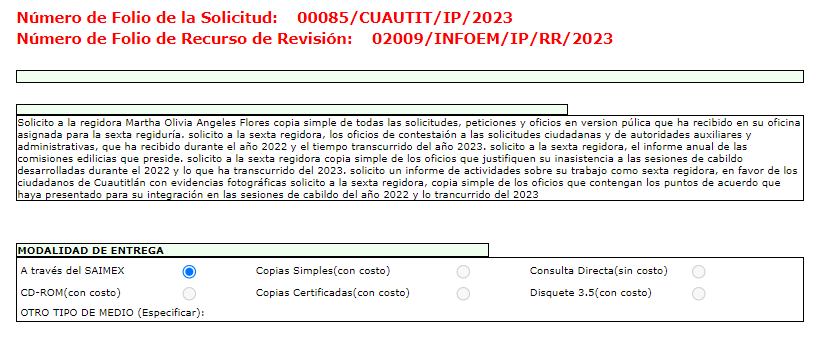 Número de Folio de la Solicitud: 00085/CUAUTIT/IP/2023
Número de Folio de Recurso de Revisión: 02009/INFOEM/IP/RR/2023
Solicito a la regidora Martha Olivia Angeles Flores copia simple de todas las solicitudes, peticiones y oficios en version púlica que ha recibido en su oficina
asignada para la sexta regiduría. solicito a la sexta regidora, los oficios de contestaión a las solicitudes ciudadanas y de autoridades auxiliares y
administrativas, que ha recibido durante el año 2022 y el tiempo transcurrido del año 2023. solicito a la sexta regidora, el informe anual de las
comisiones edilicias que preside. solicito a la sexta regidora copia simple de los oficios que justifiquen su inasistencia a las sesiones de cabildo
desarrolladas durante el 2022 y lo que ha transcurrido del 2023. solicito un informe de actividades sobre su trabajo como sexta regidora, en favor de los
ciudadanos de Cuautitlán con evidencias fotográficas solicito a la sexta regidora, copia simple de los oficios que contengan los puntos de acuerdo que
haya presentado para su integración en las sesiones de cabildo del año 2022 y lo trancurrido del 2023
MODALIDAD DE ENTREGA
A través del SAIMEX Copias Simples(con costo) Consulta Directa(sin costo)
CD-ROM(con costo) Copias Certificadas(con costo) Disquete 3.5(con costo)
OTRO TIPO DE MEDIO (Especificar):